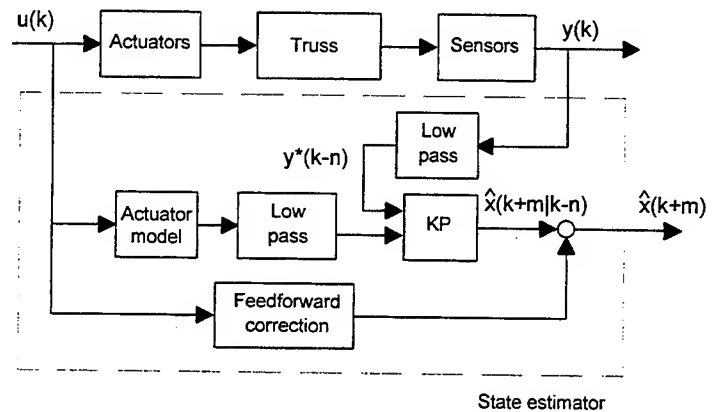 u(k)
Actuators
Truss
Sensors
y(k)
Low
pass
y*(k-n)
Actuator
model
Low
pass
KP
x̂(k+m|k-n)
x̂(k+m)
Feedforward
correction
State estimator